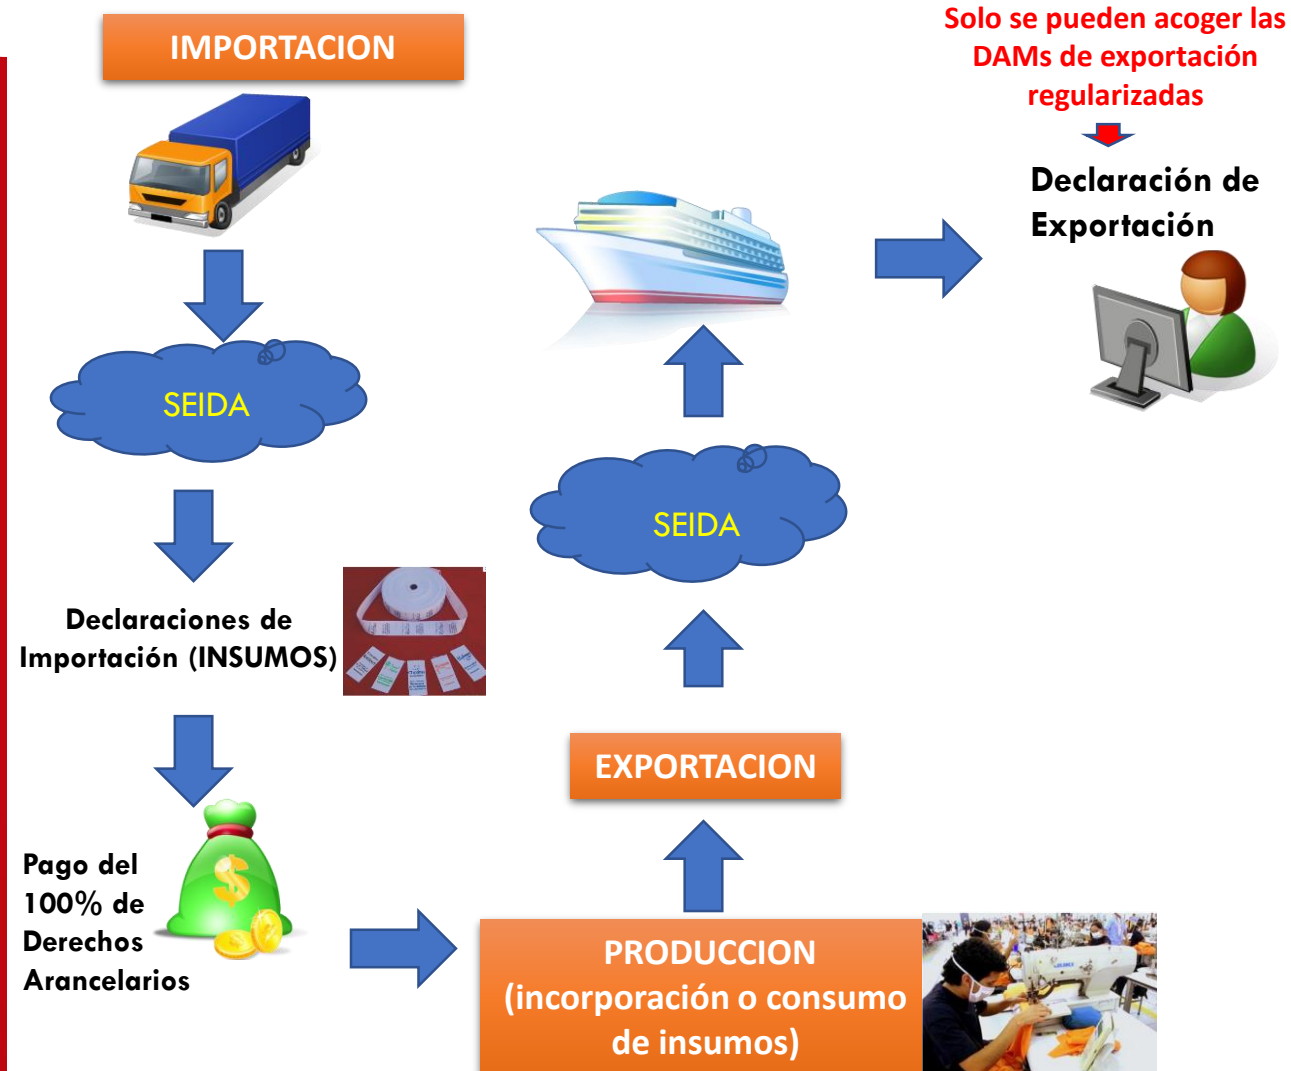 IMPORTACION
SEIDA
Declaraciones de
Importación (INSUMOS)
Pago del
100% de
Derechos
Arancelarios
PRODUCCION
(incorporación o consumo
de insumos)
EXPORTACION
SEIDA
Solo se pueden acoger las
DAMs de exportación
regularizadas
Declaración de
Exportación